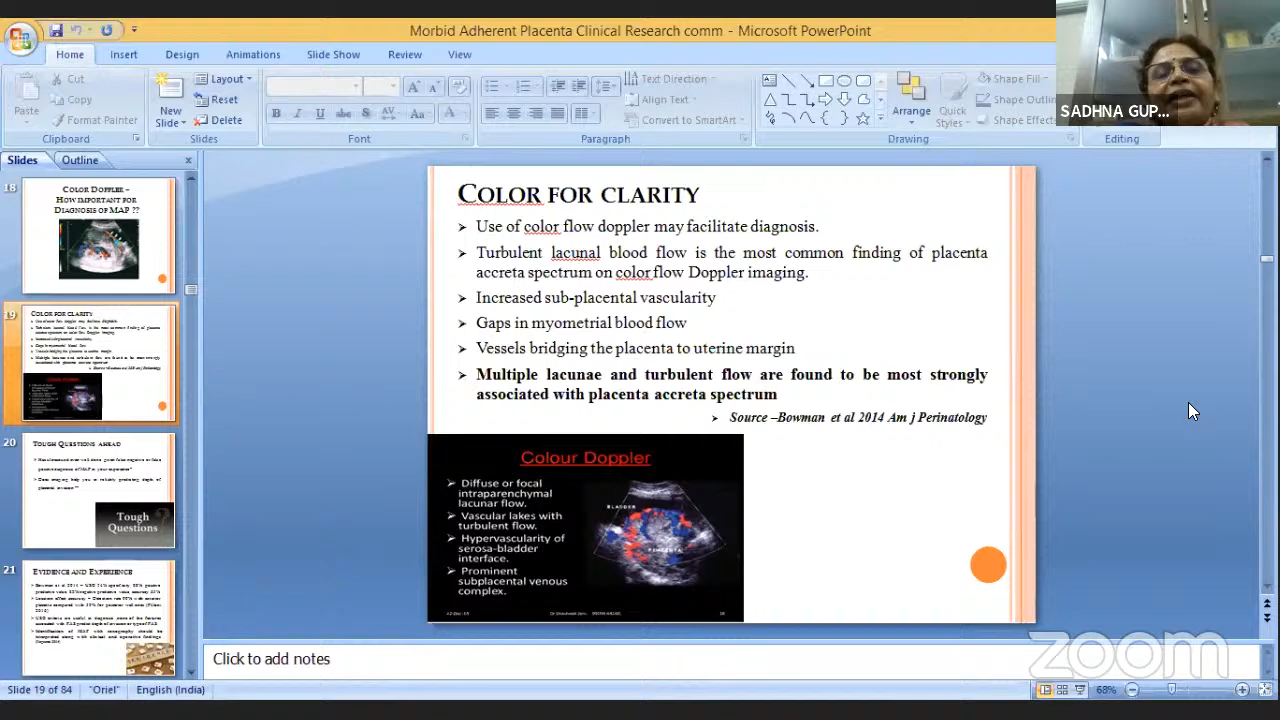 Morbid Adherent Placenta Clinical Research comm - Microsoft PowerPoint
Home Insert Design Animations Slide Show Review View
Cut
Copy
Format Painter
Paste
Clipboard
New
Slide
Layout
Reset
Delete
Slides
B I U abc S AV Aa A
Font
Text Direction
Align Text
Convert to SmartArt
Paragraph
Arrange
Quick
Styles
Shape Fill
Shape Outline
Shape Effects
Drawing
Editing
SADHNA GUP...
Slides Outline
18
COLOR DOPPLER –
HOW IMPORTANT FOR
DIAGNOSIS OF MAP ??
19
COLOR FOR CLARITY
20
TOUGH QUESTIONS AHEAD
Tough
Questions
21
EVIDENCE AND EXPERIENCE
COLOR FOR CLARITY
Use of color flow doppler may facilitate diagnosis.
Turbulent lacunal blood flow is the most common finding of placenta
accreta spectrum on color flow Doppler imaging.
Increased sub-placental vascularity
Gaps in myometrial blood flow
Vessels bridging the placenta to uterine margin
Multiple lacunae and turbulent flow are found to be most strongly
associated with placenta accreta spectrum
Source –Bowman et al 2014 Am j Perinatology
Colour Doppler
Diffuse or focal
intraparenchymal
lacunar flow.
Vascular lakes with
turbulent flow.
Hypervascularity of
serosa-bladder
interface.
Prominent
subplacental venous
complex.
BLADDER
PLACENTA
Click to add notes
zoom
Slide 19 of 84 "Oriel" English (India) 68%